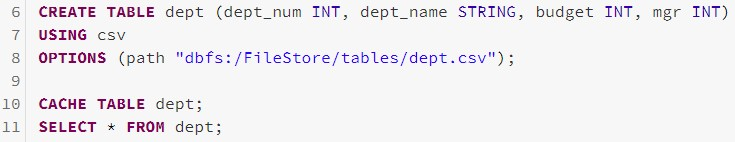 6 CREATE TABLE dept (dept_num INT, dept_name STRING, budget INT, mgr INT)
7 USING csv
8 OPTIONS (path "dbfs:/FileStore/tables/dept.csv");
9
10 CACHE TABLE dept;
11 SELECT * FROM dept;